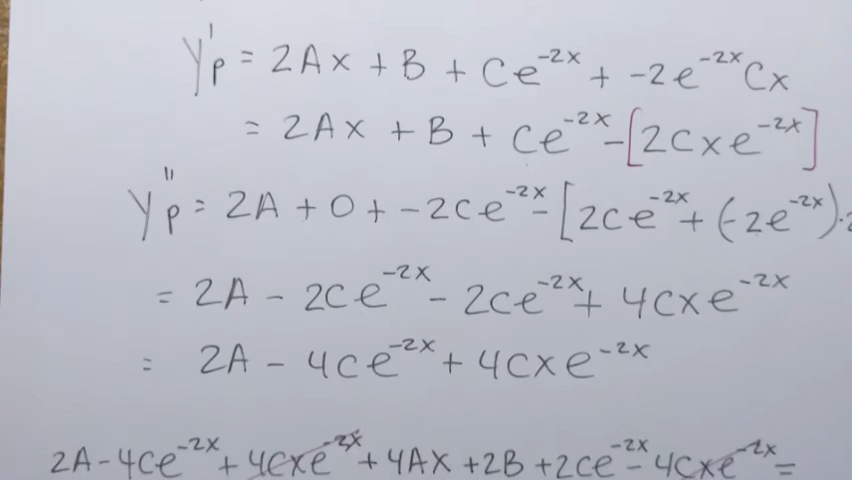 y'p = 2Ax + B + Ce^-2x + -2e^-2x Cx
= 2Ax + B + Ce^-2x - [2Cxe^-2x]
y''p = 2A + 0 + -2Ce^-2x - [2Ce^-2x + (-2e^-2x)·2
= 2A - 2Ce^-2x - 2Ce^-2x + 4Cxe^-2x
= 2A - 4Ce^-2x + 4Cxe^-2x
2A - 4Ce^-2x + 4Cxe^-2x + 4Ax + 2B + 2Ce^-2x - 4Cxe^-2x =